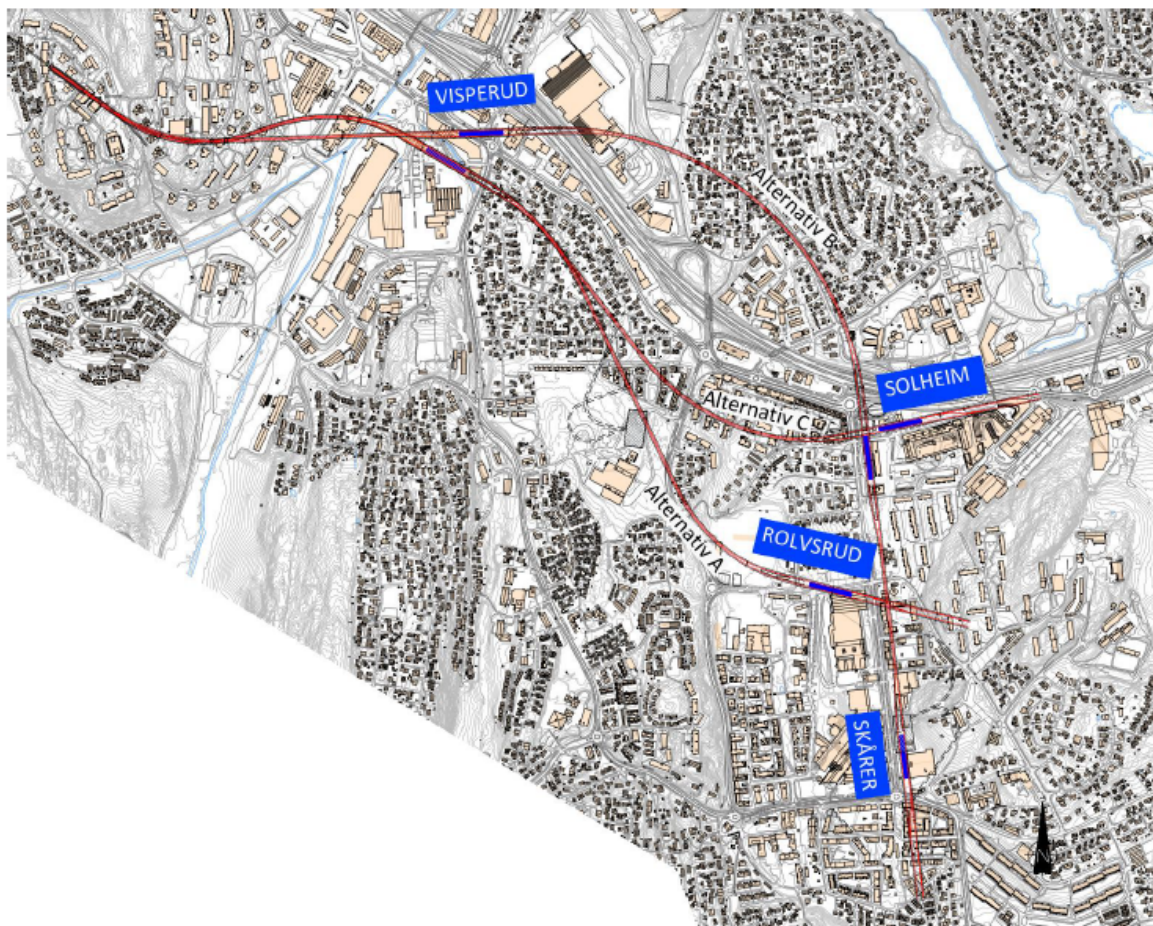 VISPERUD
Alternativ B
SOLHEIM
Alternativ C
Alternativ A
ROLVSRUD
SKÅRER
N